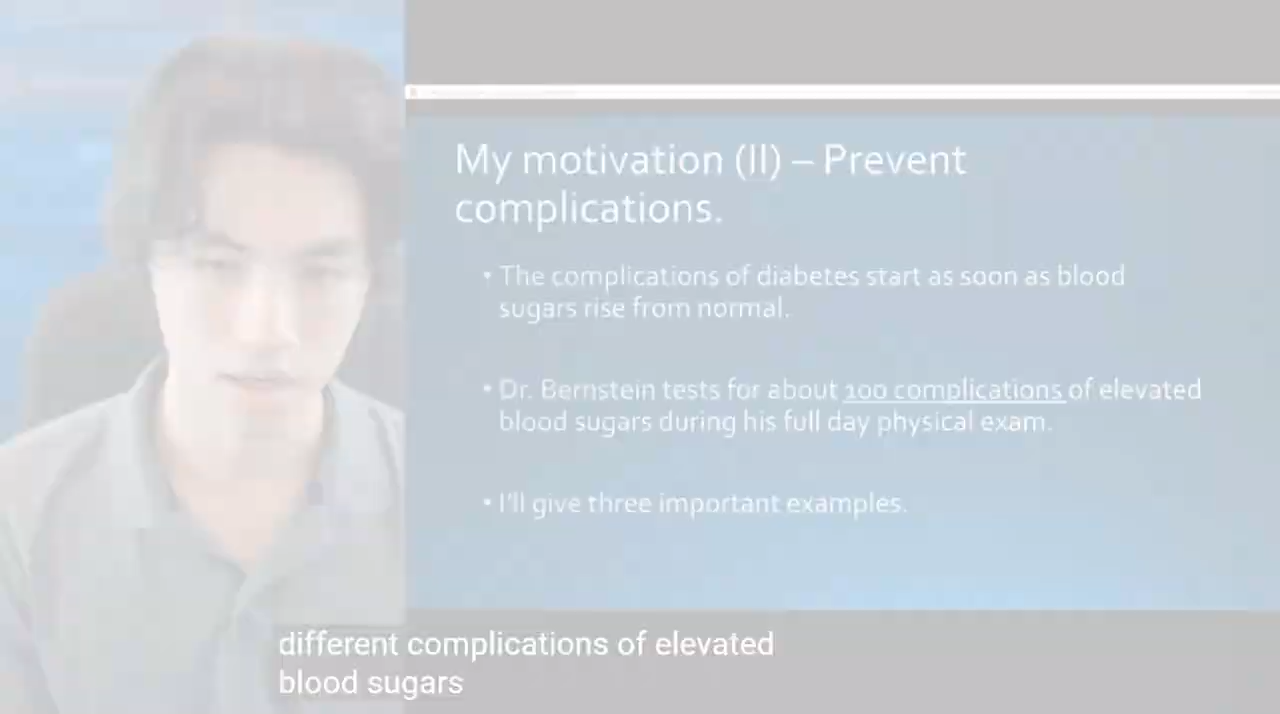 My motivation (II) – Prevent
complications.
• The complications of diabetes start as soon as blood
sugars rise from normal.
• Dr. Bernstein tests for about 100 complications of elevated
blood sugars during his full day physical exam.
• I'll give three important examples.
different complications of elevated
blood sugars